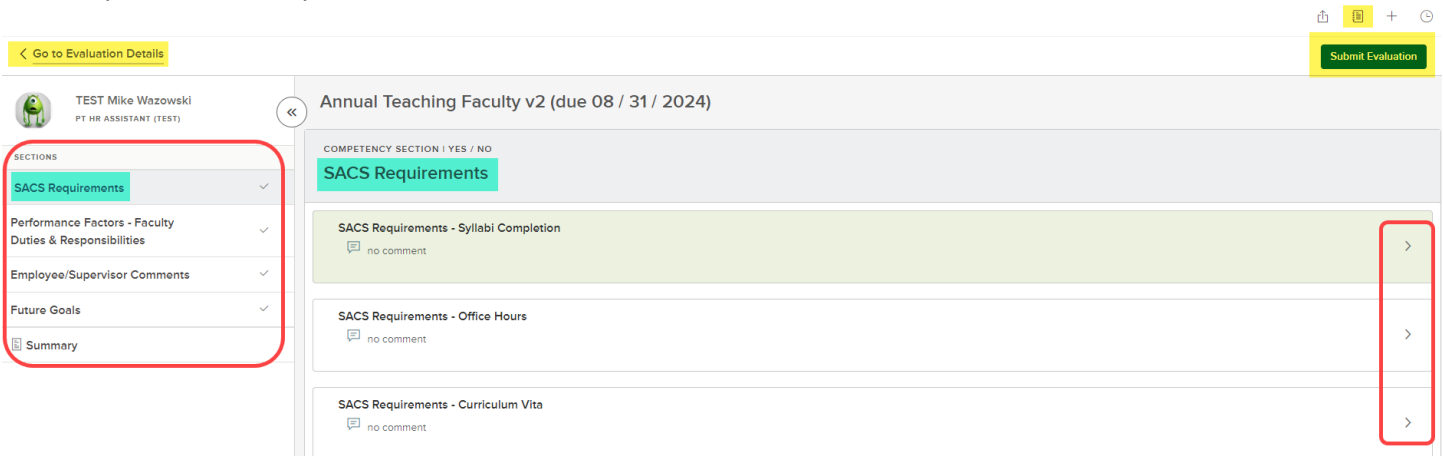 Go to Evaluation Details
Submit Evaluation
TEST Mike Wazowski
PT HR ASSISTANT (TEST)
Annual Teaching Faculty v2 (due 08 / 31 / 2024)
SECTIONS
SACS Requirements
Performance Factors - Faculty
Duties & Responsibilities
Employee/Supervisor Comments
Future Goals
Summary
COMPETENCY SECTION | YES / NO
SACS Requirements
SACS Requirements - Syllabi Completion
no comment
SACS Requirements - Office Hours
no comment
SACS Requirements - Curriculum Vita
no comment